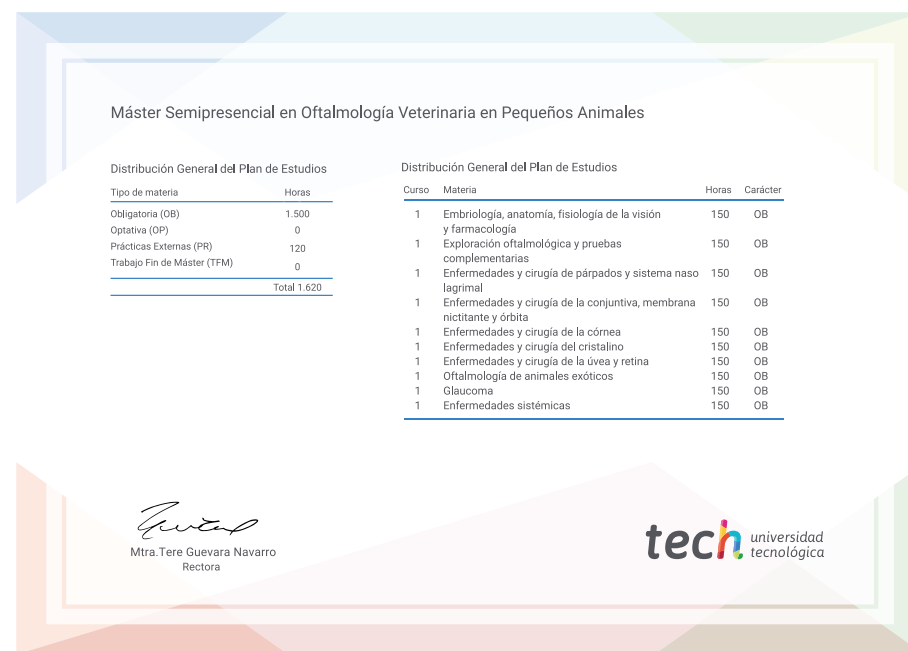 Máster Semipresencial en Oftalmología Veterinaria en Pequeños Animales
Distribución General del Plan de Estudios
Tipo de materia Horas
Obligatoria (OB) 1.500
Optativa (OP) 0
Prácticas Externas (PR) 120
Trabajo Fin de Máster (TFM) 0
Total 1.620
Distribución General del Plan de Estudios
Curso Materia Horas Carácter
1 Embriología, anatomía, fisiología de la visión 150 OB
y farmacología
1 Exploración oftalmológica y pruebas 150 OB
complementarias
1 Enfermedades y cirugía de párpados y sistema naso 150 OB
lagrimal
1 Enfermedades y cirugía de la conjuntiva, membrana 150 OB
nictitante y órbita
1 Enfermedades y cirugía de la córnea 150 OB
1 Enfermedades y cirugía del cristalino 150 OB
1 Enfermedades y cirugía de la úvea y retina 150 OB
1 Oftalmología de animales exóticos 150 OB
1 Glaucoma 150 OB
1 Enfermedades sistémicas 150 OB
Mtra.Tere Guevara Navarro
Rectora
tech universidad
tecnológica